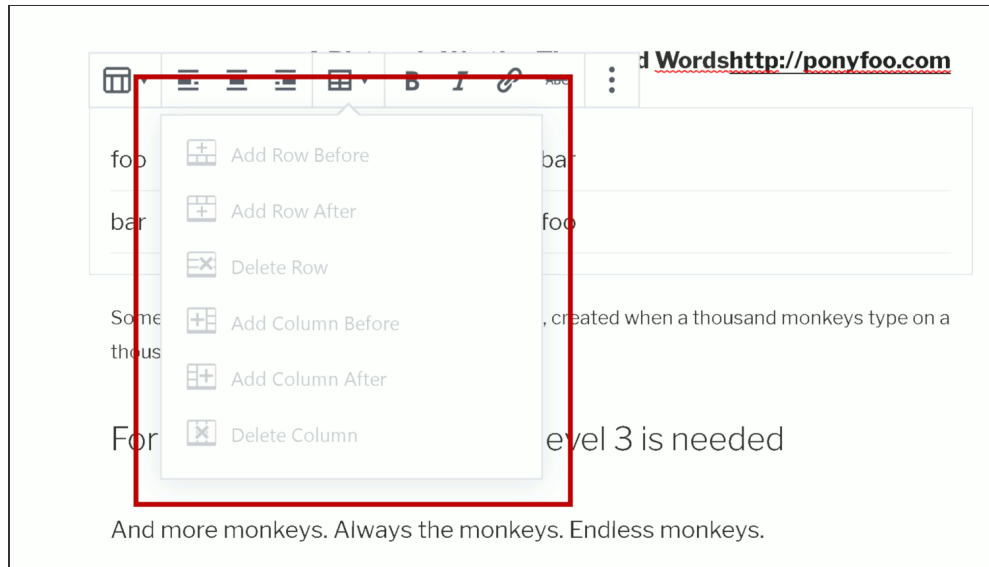 d Wordshttp://ponyfoo.com
B I ABC
foo bar
Add Row Before
Add Row After
bar foo
Delete Row
Add Column Before
Some , created when a thousand monkeys type on a
thous
Add Column After
Delete Column
For evel 3 is needed
And more monkeys. Always the monkeys. Endless monkeys.